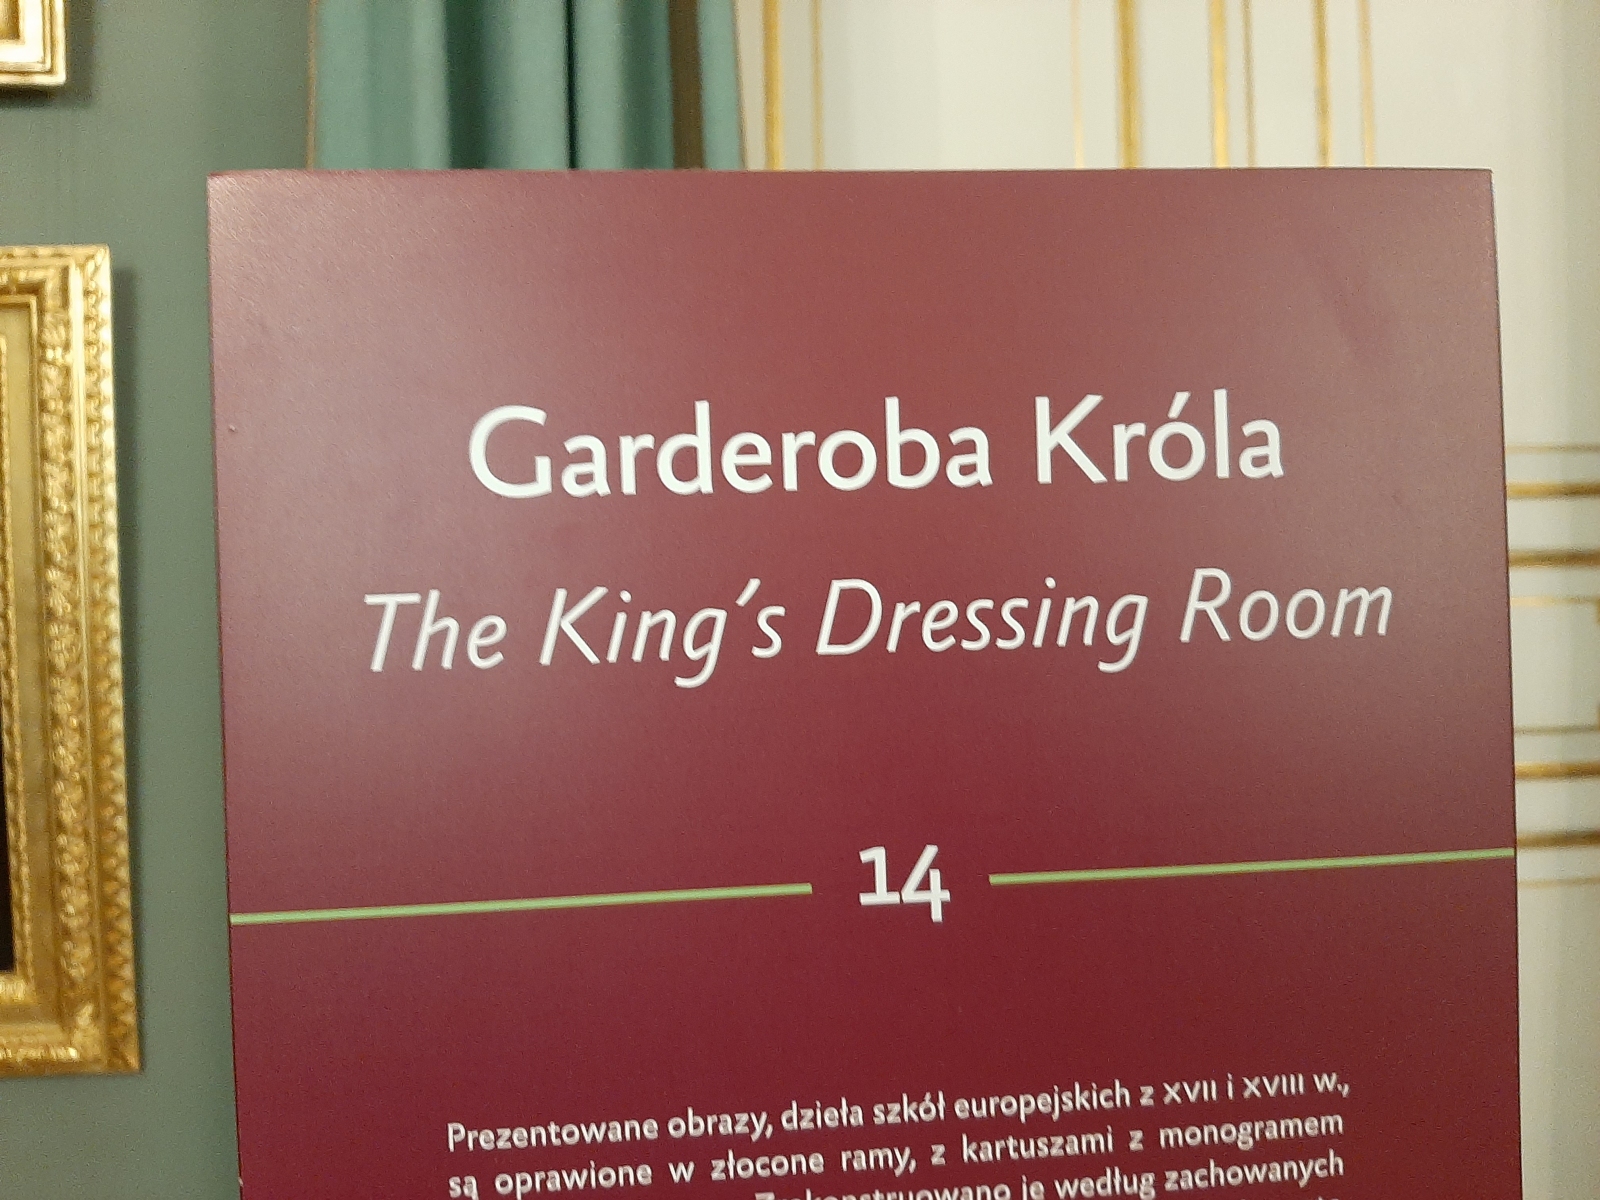 Garderoba Króla
The King's Dressing Room
14
Prezentowane obrazy, dzieła szkół europejskich z XVII i XVIII w.,
są oprawione w złocone ramy, z kartuszami z monogramem
Zrekonstruowano je według zachowanych